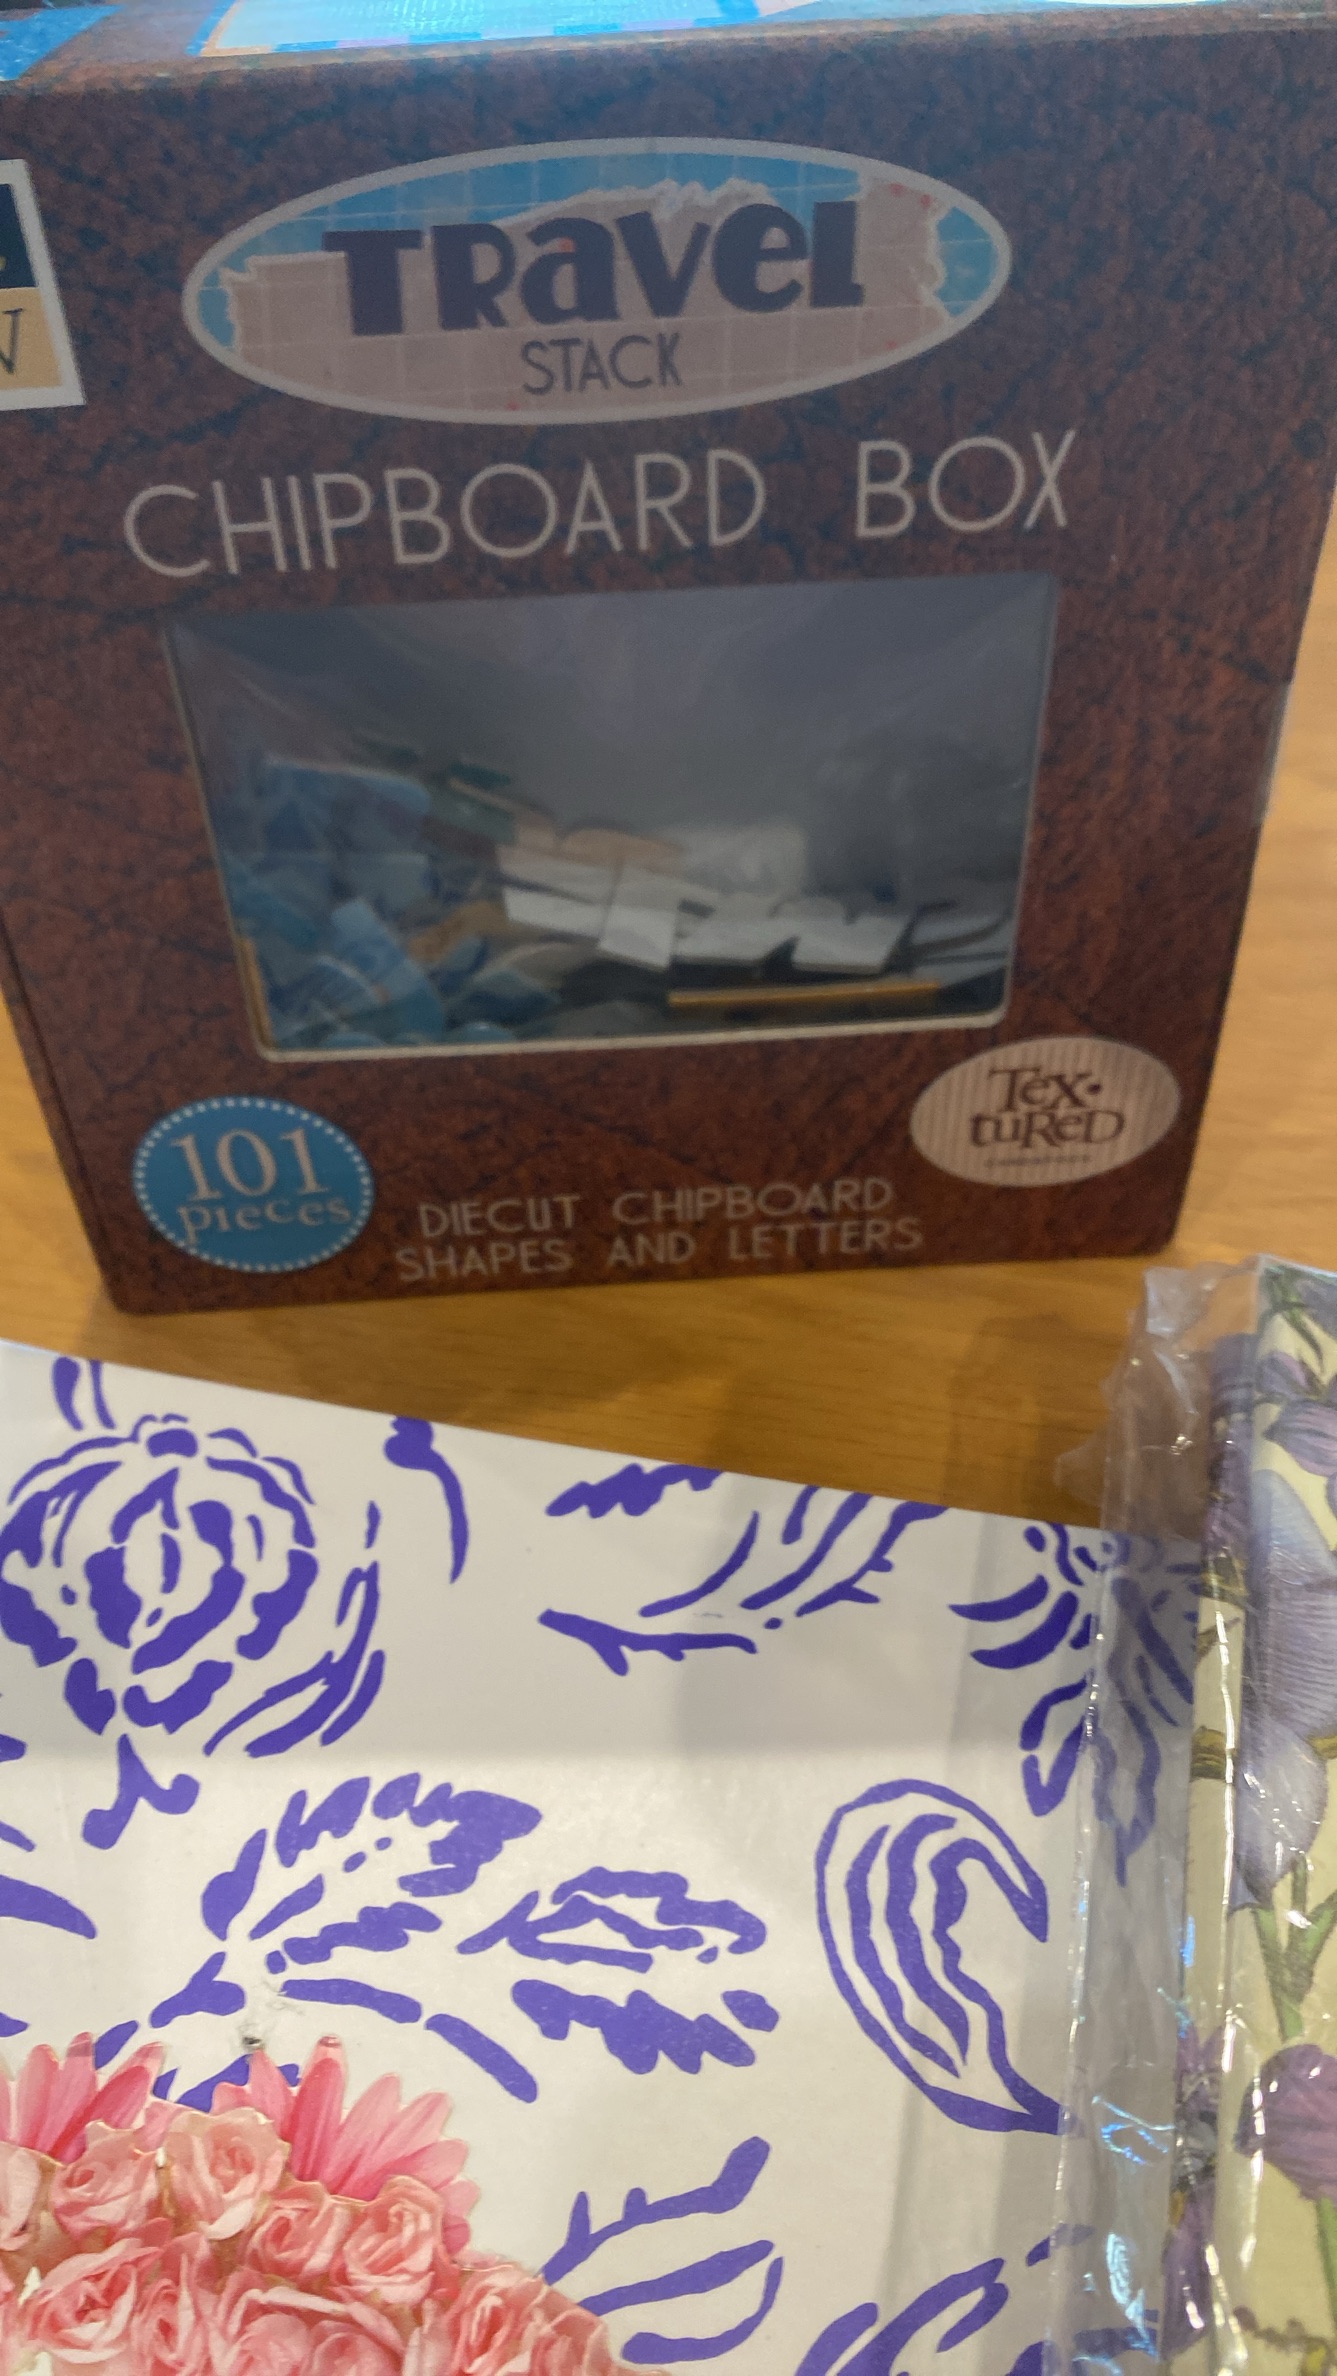 TRavel
STACK
CHIPBOARD BOX
101
pieces
DIECUT CHIPBOARD
SHAPES AND LETTERS
Tex·
tuReD